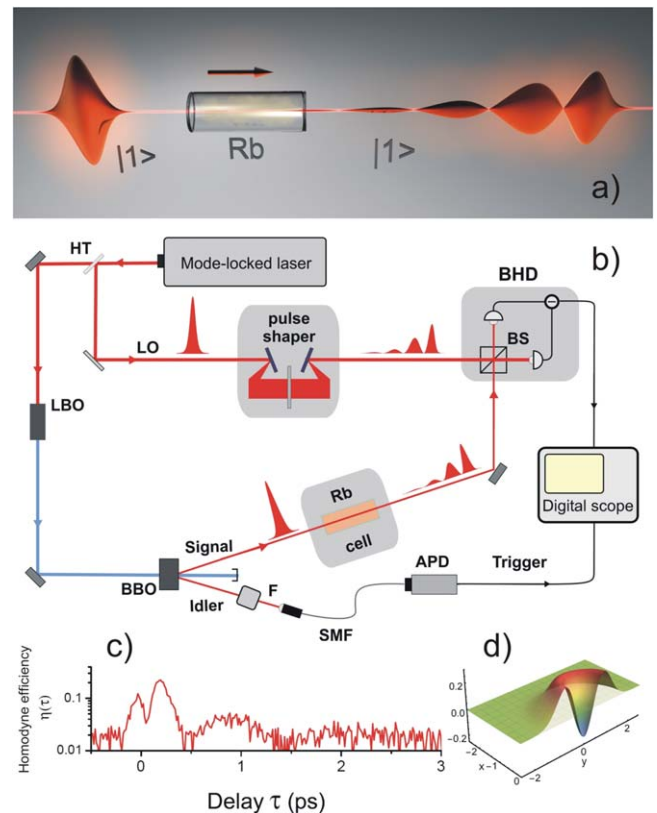 |1>
Rb
|1>
a)
HT
Mode-locked laser
b)
BHD
pulse
shaper
BS
LO
LBO
Rb
Digital scope
cell
Signal
APD
Trigger
BBO
F
Idler
SMF
c)
d)
Homodyne efficiency
η(τ)
0.1
0.01
0
1
2
3
Delay τ (ps)
0.2
0.0
-0.2
-2
x
-1
0
-2
0
y
2